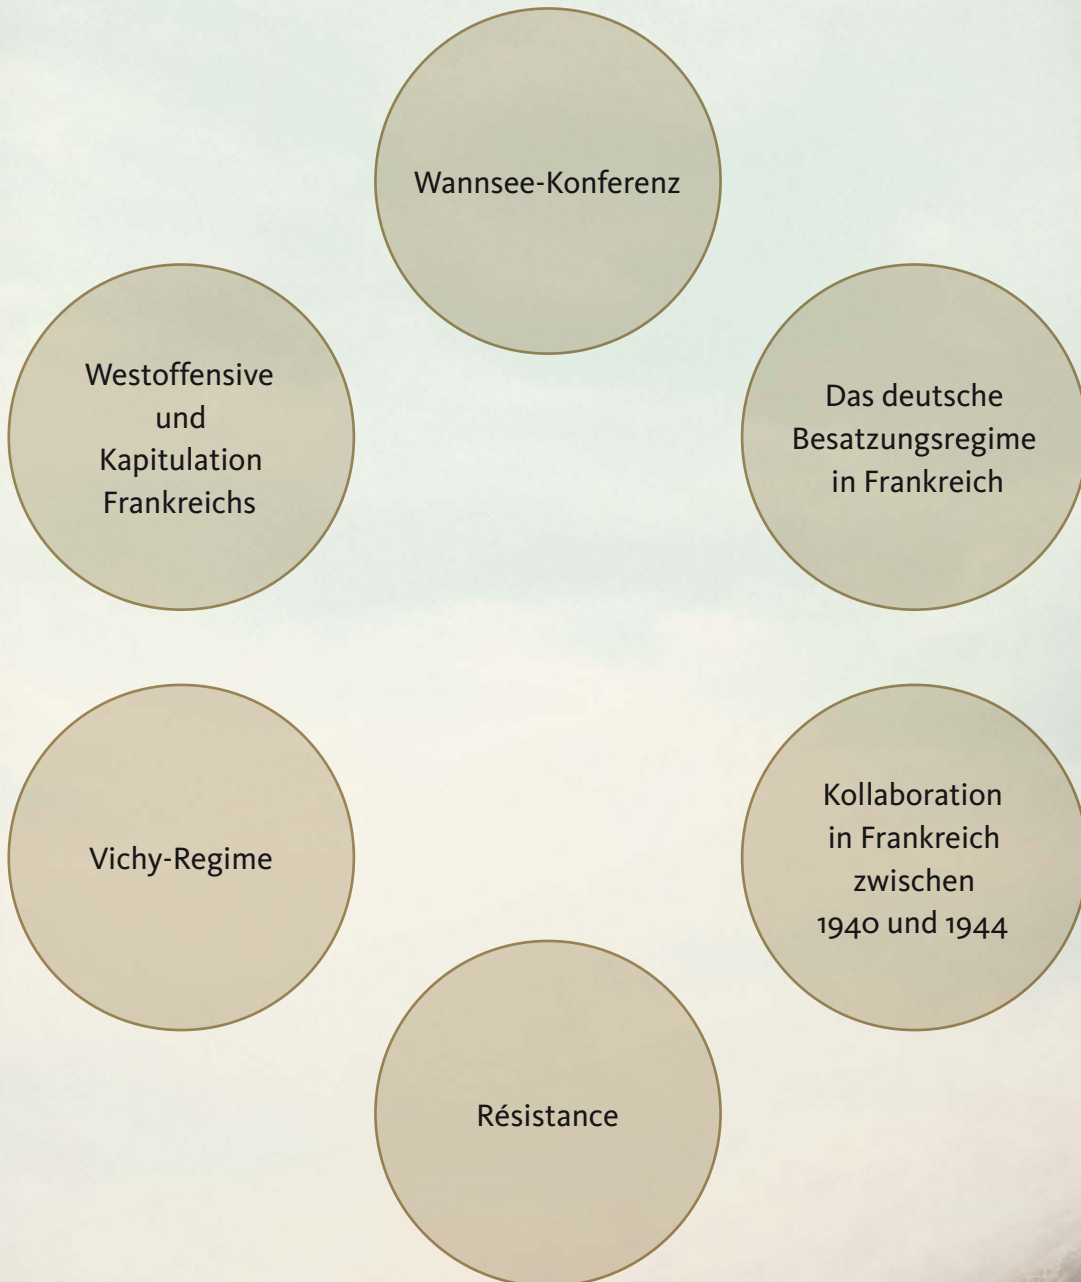 Wannsee-Konferenz
Westoffensive
und
Kapitulation
Frankreichs
Das deutsche
Besatzungsregime
in Frankreich
Vichy-Regime
Kollaboration
in Frankreich
zwischen
1940 und 1944
Résistance